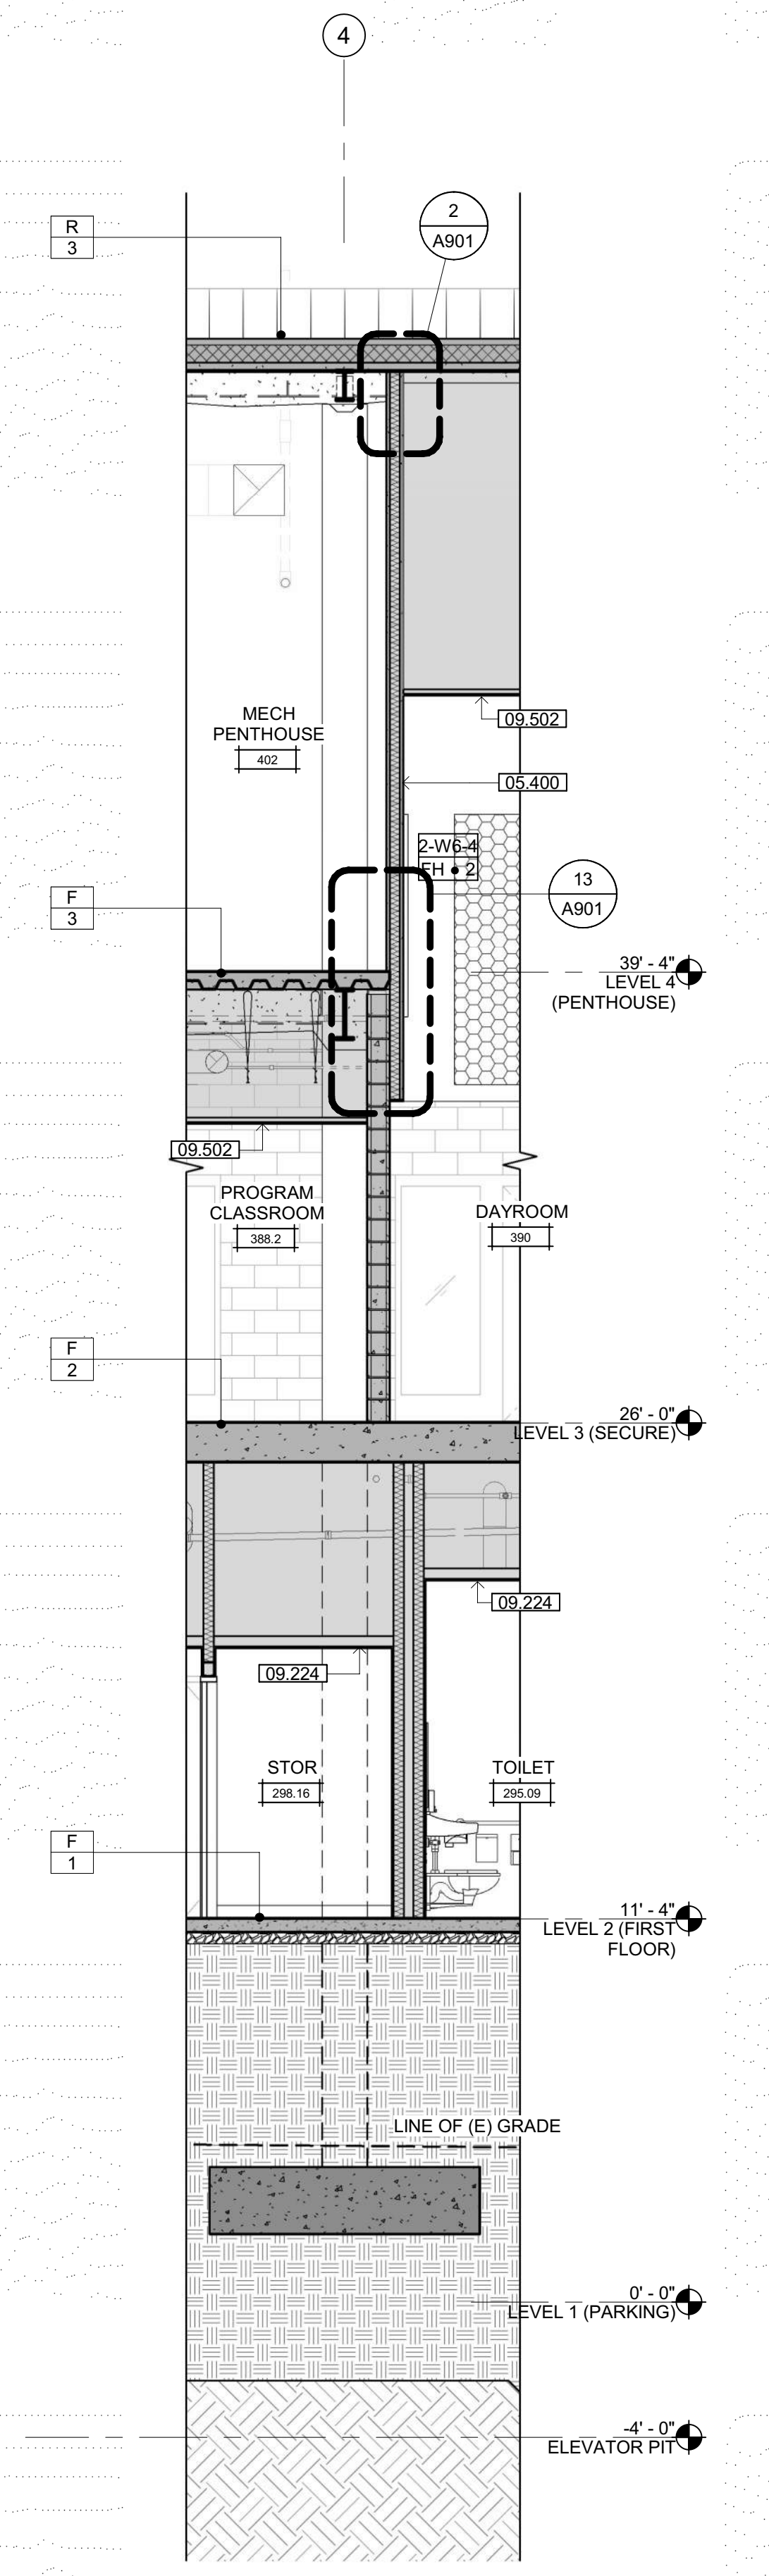 4
2
A901
R
3
09.502
MECH
PENTHOUSE
402
05.400
2-W6-4
EH 2
13
A901
F
3
39' - 4"
LEVEL 4
(PENTHOUSE)
09.502
PROGRAM
CLASSROOM
388.2
DAYROOM
390
F
2
26' - 0"
LEVEL 3 (SECURE)
09.224
09.224
STOR
298.16
TOILET
295.09
F
1
11' - 4"
LEVEL 2 (FIRST
FLOOR)
LINE OF (E) GRADE
0' - 0"
LEVEL 1 (PARKING)
-4' - 0"
ELEVATOR PIT